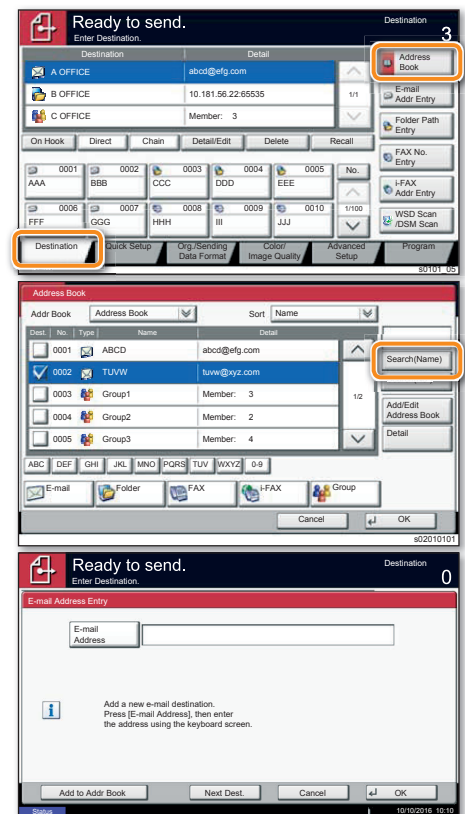 Ready to send.
Destination
Enter Destination.
3
Destination Detail
A OFFICE abcd@efg.com
B OFFICE 10.181.56.22:65535 1/1
C OFFICE Member: 3
On Hook Direct Chain Detail/Edit Delete Recall
0001 0002 0003 0004 0005 No.
AAA BBB CCC DDD EEE
0006 0007 0008 0009 0010 1/100
FFF GGG HHH III JJJ
Address
Book
E-mail
Addr Entry
Folder Path
Entry
FAX No.
Entry
i-FAX
Addr Entry
WSD Scan
/DSM Scan
Destination Quick Setup Org./Sending
Data Format Color/
Image Quality Advanced
Setup Program
s0101_05
Address Book
Addr Book Address Book Sort Name
Dest. No. Type Name Detail
0001 ABCD abcd@efg.com
0002 TUVW tuvw@xyz.com
0003 Group1 Member: 3 1/2
0004 Group2 Member: 2
0005 Group3 Member: 4
Search(Name)
Add/Edit
Address Book
Detail
ABC DEF GHI JKL MNO PQRS TUV WXYZ 0-9
E-mail Folder FAX i-FAX Group
Cancel OK
s02010101
Ready to send.
Destination
Enter Destination.
0
E-mail Address Entry
E-mail
Address
Add a new e-mail destination.
Press [E-mail Address], then enter
the address using the keyboard screen.
Add to Addr Book Next Dest. Cancel OK
Status 10/10/2016 10:10